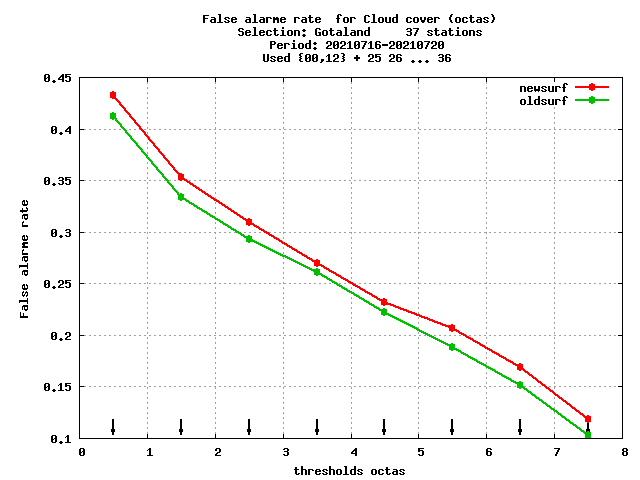 False alarme rate  for Cloud cover (octas)
Selection: Gotaland     37 stations
Period: 20210716-20210720
Used {00,12} + 25 26 ... 36
newsurf
oldsurf
0.45
0.4
0.35
0.3
0.25
0.2
0.15
0.1
False alarme rate
0 1 2 3 4 5 6 7 8
thresholds octas